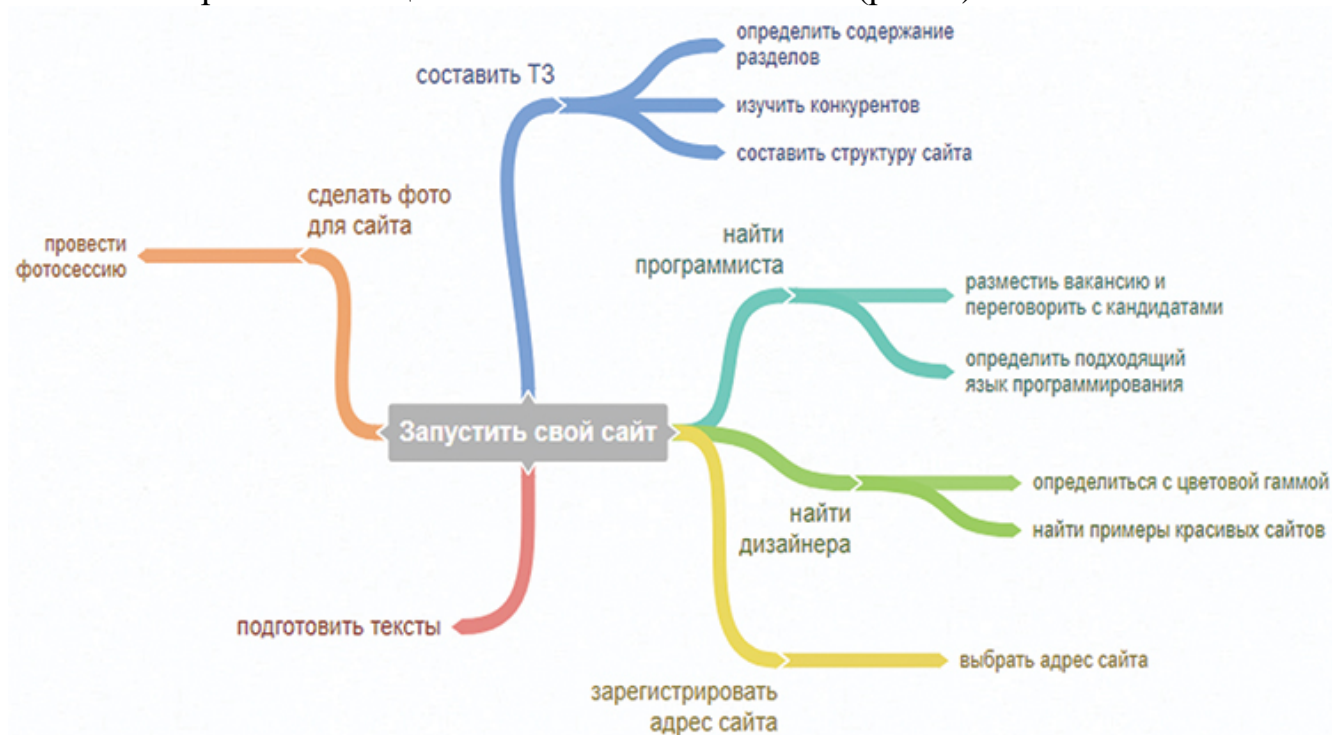 составить ТЗ
определить содержание
разделов
изучить конкурентов
составить структуру сайта
сделать фото
для сайта
провести
фотосессию
найти
программиста
разместиь вакансию и
переговорить с кандидатами
определить подходящий
язык программирования
Запустить свой сайт
определиться с цветовой гаммой
найти
дизайнера
найти примеры красивых сайтов
подготовить тексты
выбрать адрес сайта
зарегистрировать
адрес сайта